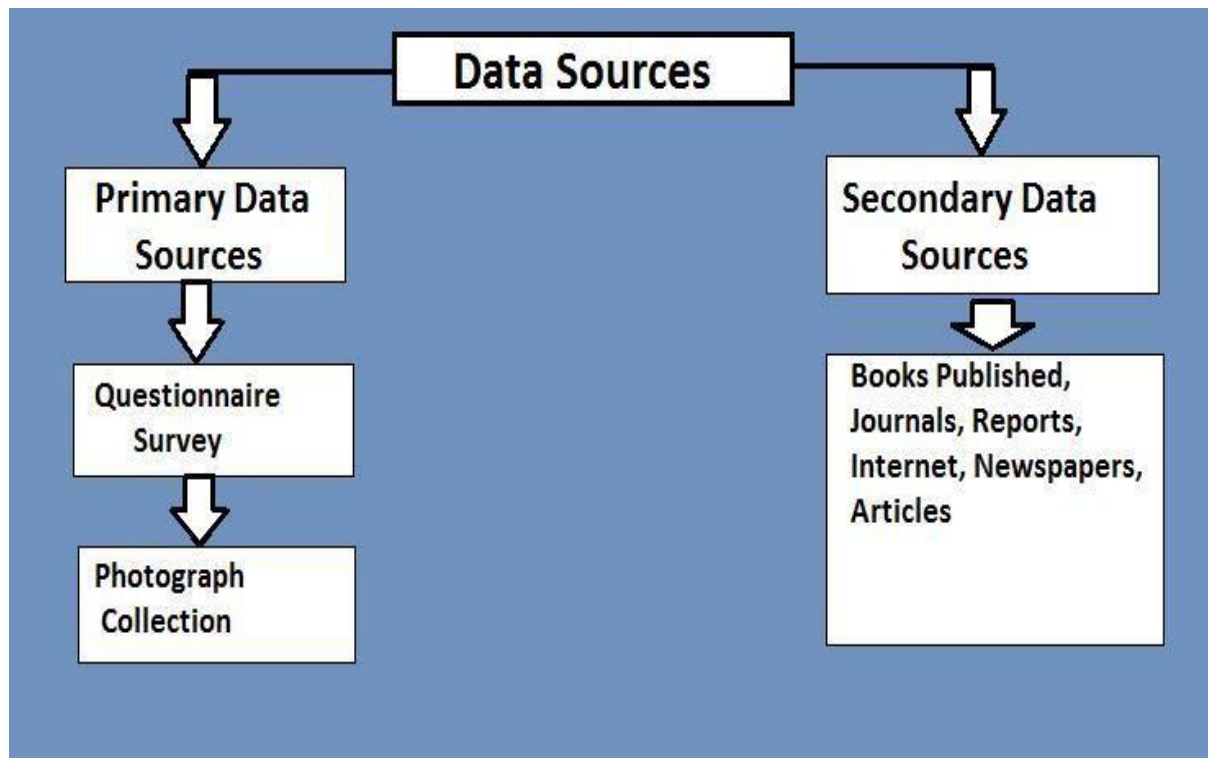 Data Sources
Primary Data
Sources
Questionnaire
Survey
Photograph
Collection
Secondary Data
Sources
Books Published,
Journals, Reports,
Internet, Newspapers,
Articles